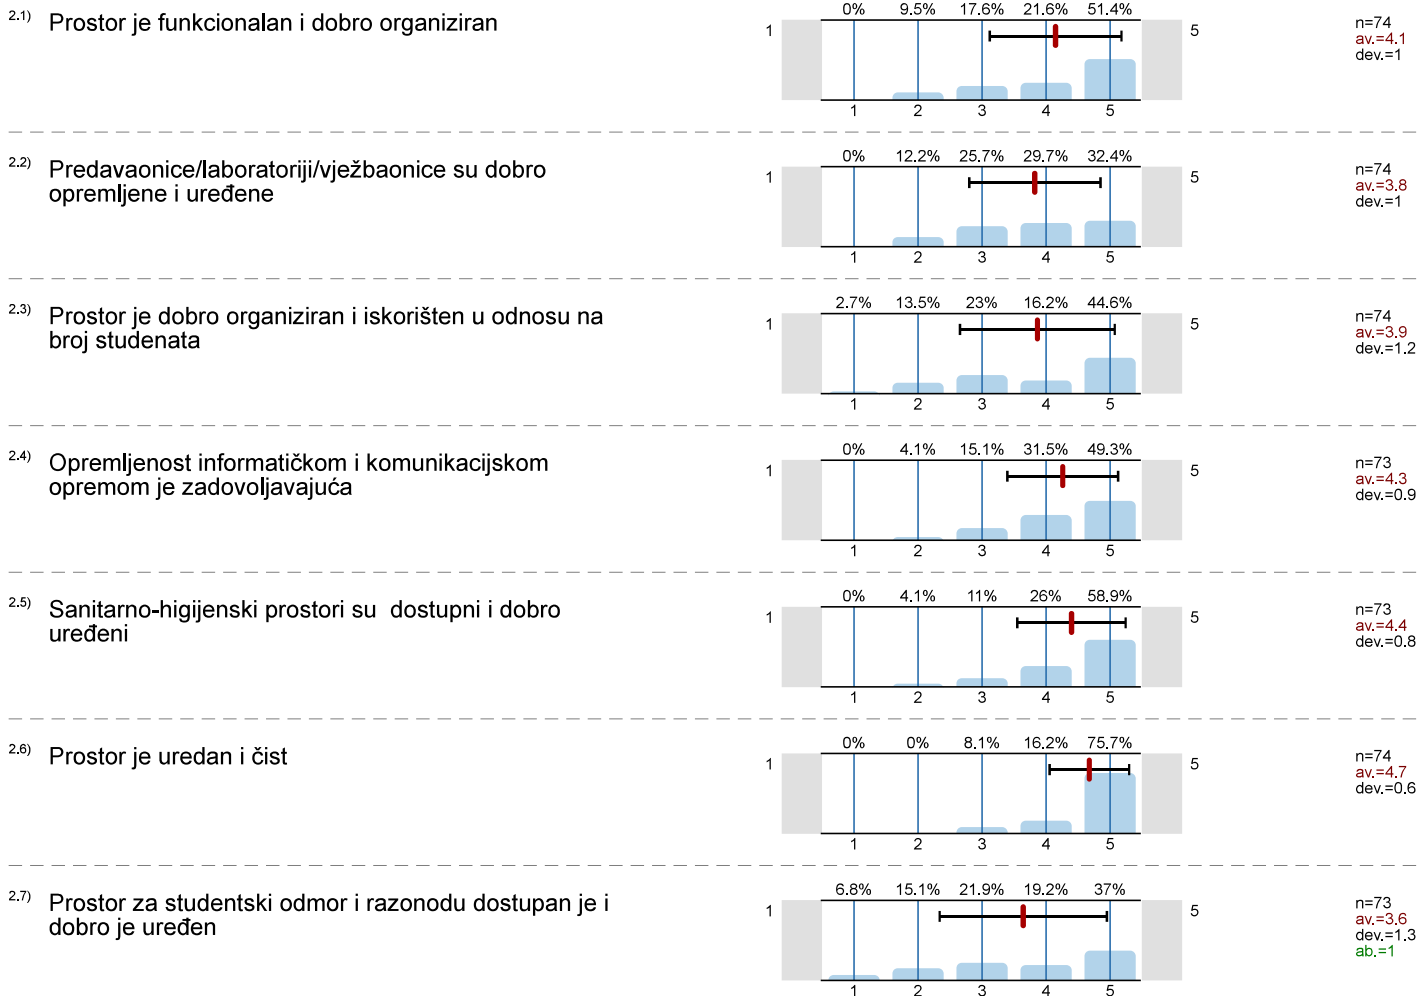 2.1) Prostor je funkcionalan i dobro organiziran
0% 9.5% 17.6% 21.6% 51.4%
1 5
1 2 3 4 5
n=74
av.=4.1
dev.=1
2.2) Predavaonice/laboratoriji/vježbaonice su dobro
opremljene i uređene
0% 12.2% 25.7% 29.7% 32.4%
1 5
1 2 3 4 5
n=74
av.=3.8
dev.=1
2.3) Prostor je dobro organiziran i iskorišten u odnosu na
broj studenata
2.7% 13.5% 23% 16.2% 44.6%
1 5
1 2 3 4 5
n=74
av.=3.9
dev.=1.2
2.4) Opremljenost informatičkom i komunikacijskom
opremom je zadovoljavajuća
0% 4.1% 15.1% 31.5% 49.3%
1 5
1 2 3 4 5
n=73
av.=4.3
dev.=0.9
2.5) Sanitarno-higijenski prostori su dostupni i dobro
uređeni
0% 4.1% 11% 26% 58.9%
1 5
1 2 3 4 5
n=73
av.=4.4
dev.=0.8
2.6) Prostor je uredan i čist
0% 0% 8.1% 16.2% 75.7%
1 5
1 2 3 4 5
n=74
av.=4.7
dev.=0.6
2.7) Prostor za studentski odmor i razonodu dostupan je i
dobro je uređen
6.8% 15.1% 21.9% 19.2% 37%
1 5
1 2 3 4 5
n=73
av.=3.6
dev.=1.3
ab.=1